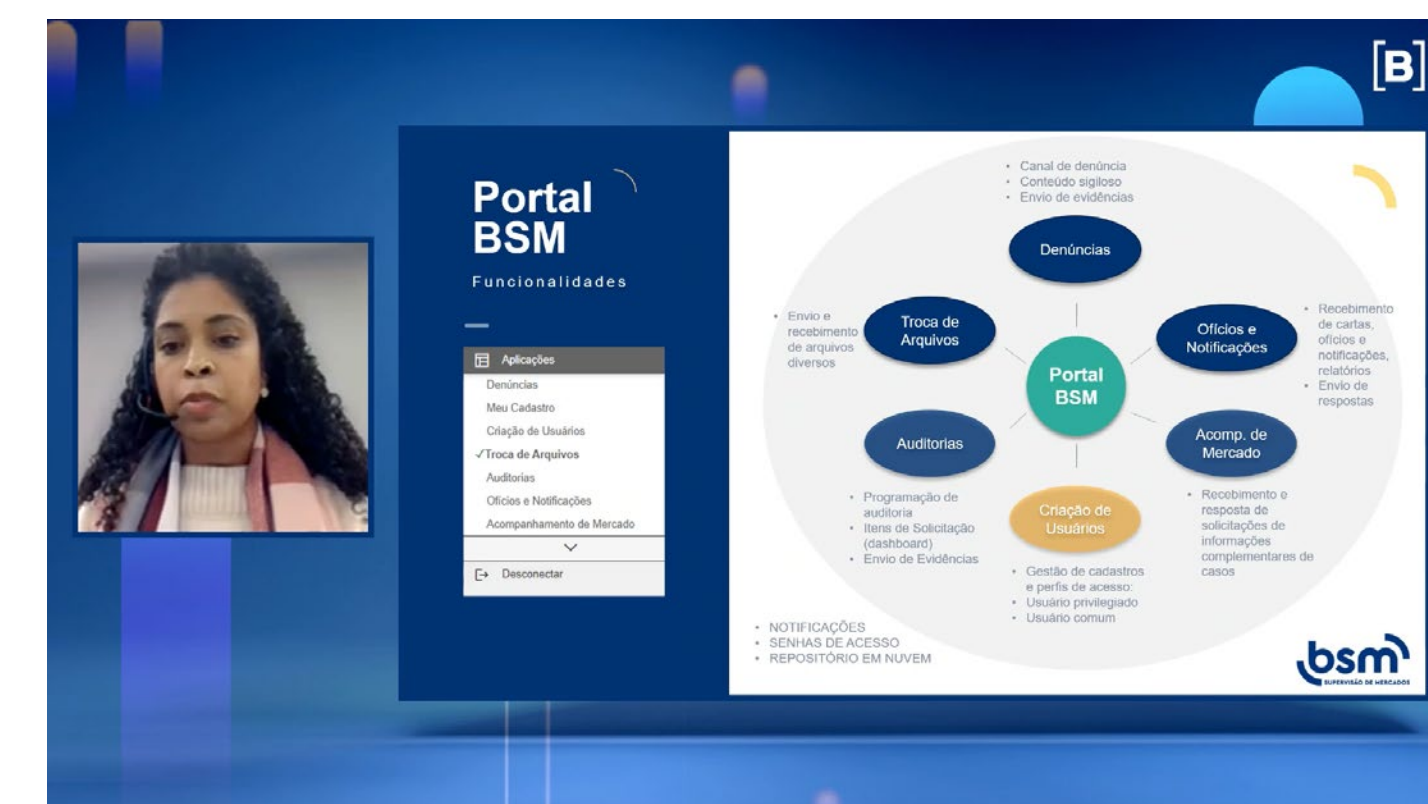 [B]
Portal
BSM
Funcionalidades
Aplicações
Denúncias
Meu Cadastro
Criação de Usuários
✓Troca de Arquivos
Auditorias
Ofícios e Notificações
Acompanhamento de Mercado
Desconectar
• Canal de denúncia
• Conteúdo sigiloso
• Envio de evidências
Denúncias
• Envio e
recebimento
de arquivos
diversos
Troca de
Arquivos
Ofícios e
Notificações
• Recebimento
de cartas,
ofícios e
notificações,
relatórios
• Envio de
respostas
Portal
BSM
Auditorias
• Programação de
auditoria
• Itens de Solicitação
(dashboard)
• Envio de Evidências
Criação de
Usuários
• Gestão de cadastros
e perfis de acesso:
• Usuário privilegiado
• Usuário comum
Acomp. de
Mercado
• Recebimento e
resposta de
solicitações de
informações
complementares de
casos
• NOTIFICAÇÕES
• SENHAS DE ACESSO
• REPOSITÓRIO EM NUVEM
bsm
SUPERVISÃO DE MERCADOS